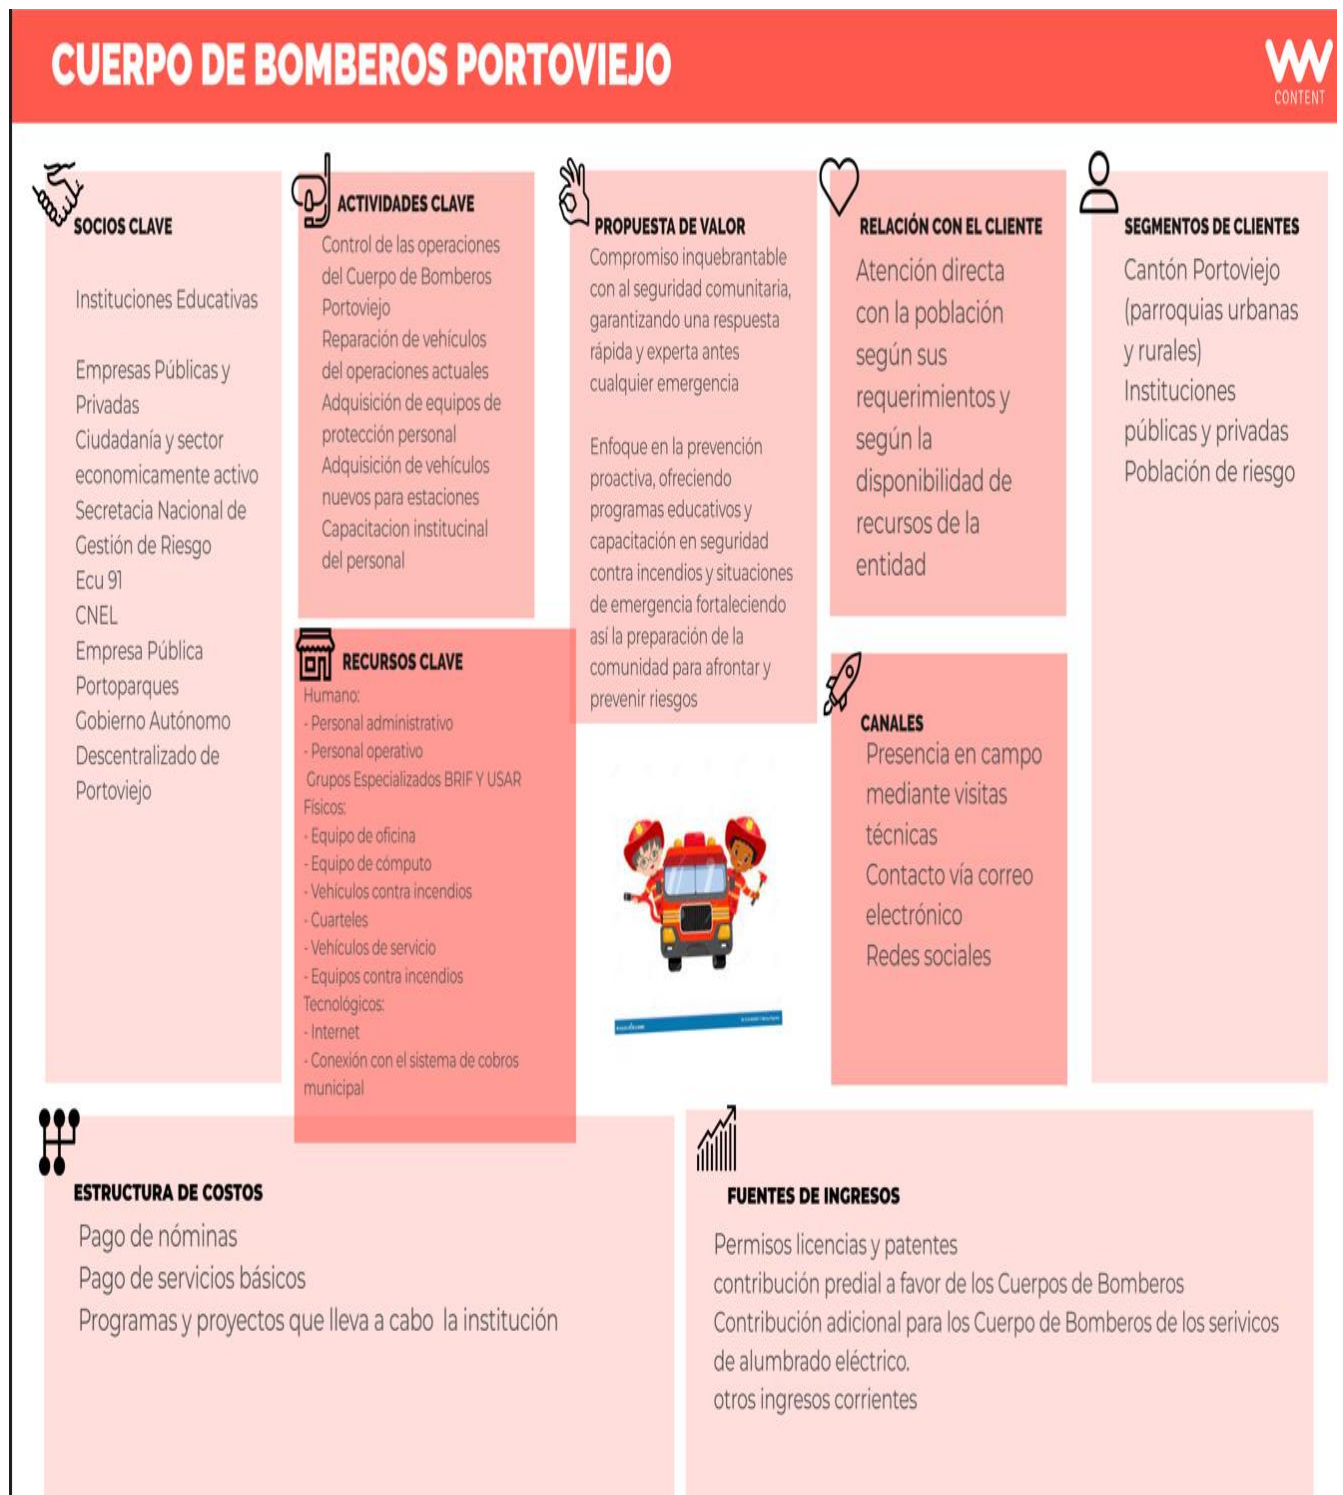 CUERPO DE BOMBEROS PORTOVIEJO
CONTENT
SOCIOS CLAVE
Instituciones Educativas
Empresas Públicas y
Privadas
Ciudadanía y sector
economicamente activo
Secretacia Nacional de
Gestión de Riesgo
Ecu 91
CNEL
Empresa Pública
Portoparques
Gobierno Autónomo
Descentralizado de
Portoviejo
ACTIVIDADES CLAVE
Control de las operaciones
del Cuerpo de Bomberos
Portoviejo
Reparación de vehículos
del operaciones actuales
Adquisición de equipos de
protección personal
Adquisición de vehículos
nuevos para estaciones
Capacitacion institucinal
del personal
RECURSOS CLAVE
Humano:
- Personal administrativo
- Personal operativo
Grupos Especializados BRIF Y USAR
Físicos:
- Equipo de oficina
- Equipo de cómputo
- Vehículos contra incendios
- Cuarteles
- Vehículos de servicio
- Equipos contra incendios
Tecnológicos:
- Internet
- Conexión con el sistema de cobros
municipal
PROPUESTA DE VALOR
Compromiso inquebrantable
con al seguridad comunitaria,
garantizando una respuesta
rápida y experta antes
cualquier emergencia
Enfoque en la prevención
proactiva, ofreciendo
programas educativos y
capacitación en seguridad
contra incendios y situaciones
de emergencia fortaleciendo
así la preparación de la
comunidad para afrontar y
prevenir riesgos
RELACIÓN CON EL CLIENTE
Atención directa
con la población
según sus
requerimientos y
según la
disponibilidad de
recursos de la
entidad
CANALES
Presencia en campo
mediante visitas
técnicas
Contacto vía correo
electrónico
Redes sociales
SEGMENTOS DE CLIENTES
Cantón Portoviejo
(parroquias urbanas
y rurales)
Instituciones
públicas y privadas
Población de riesgo
ESTRUCTURA DE COSTOS
Pago de nóminas
Pago de servicios básicos
Programas y proyectos que lleva a cabo la institución
FUENTES DE INGRESOS
Permisos licencias y patentes
contribución predial a favor de los Cuerpos de Bomberos
Contribución adicional para los Cuerpo de Bomberos de los serivicos
de alumbrado eléctrico.
otros ingresos corrientes